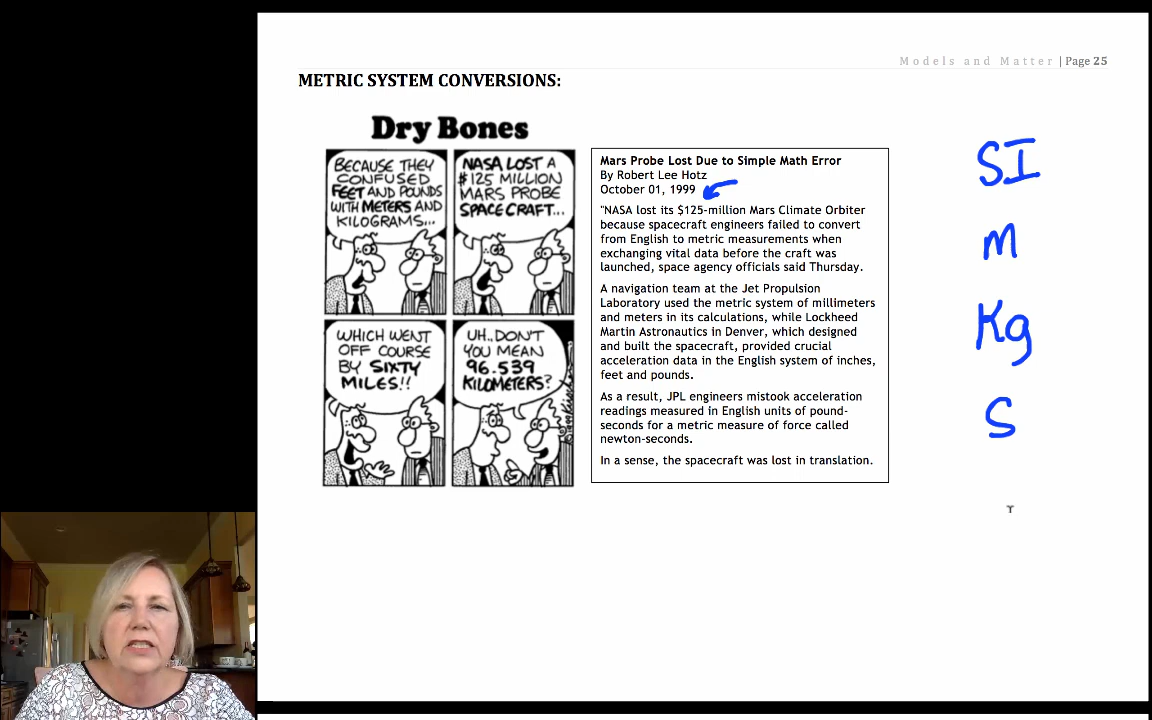 Models and Matter | Page 25
METRIC SYSTEM CONVERSIONS:
Dry Bones
BECAUSE THEY
CONFUSED
FEET AND POUNDS
WITH METERS AND
KILOGRAMS...
NASA LOST A
$125 MILLION
MARS PROBE
SPACE CRAFT...
WHICH WENT
OFF COURSE
BY SIXTY
MILES!!
UH..DON'T
YOU MEAN
96.539
KILOMETERS?
Mars Probe Lost Due to Simple Math Error
By Robert Lee Hotz
October 01, 1999
"NASA lost its $125-million Mars Climate Orbiter
because spacecraft engineers failed to convert
from English to metric measurements when
exchanging vital data before the craft was
launched, space agency officials said Thursday.
A navigation team at the Jet Propulsion
Laboratory used the metric system of millimeters
and meters in its calculations, while Lockheed
Martin Astronautics in Denver, which designed
and built the spacecraft, provided crucial
acceleration data in the English system of inches,
feet and pounds.
As a result, JPL engineers mistook acceleration
readings measured in English units of pound-
seconds for a metric measure of force called
newton-seconds.
In a sense, the spacecraft was lost in translation.
SI
m
Kg
S